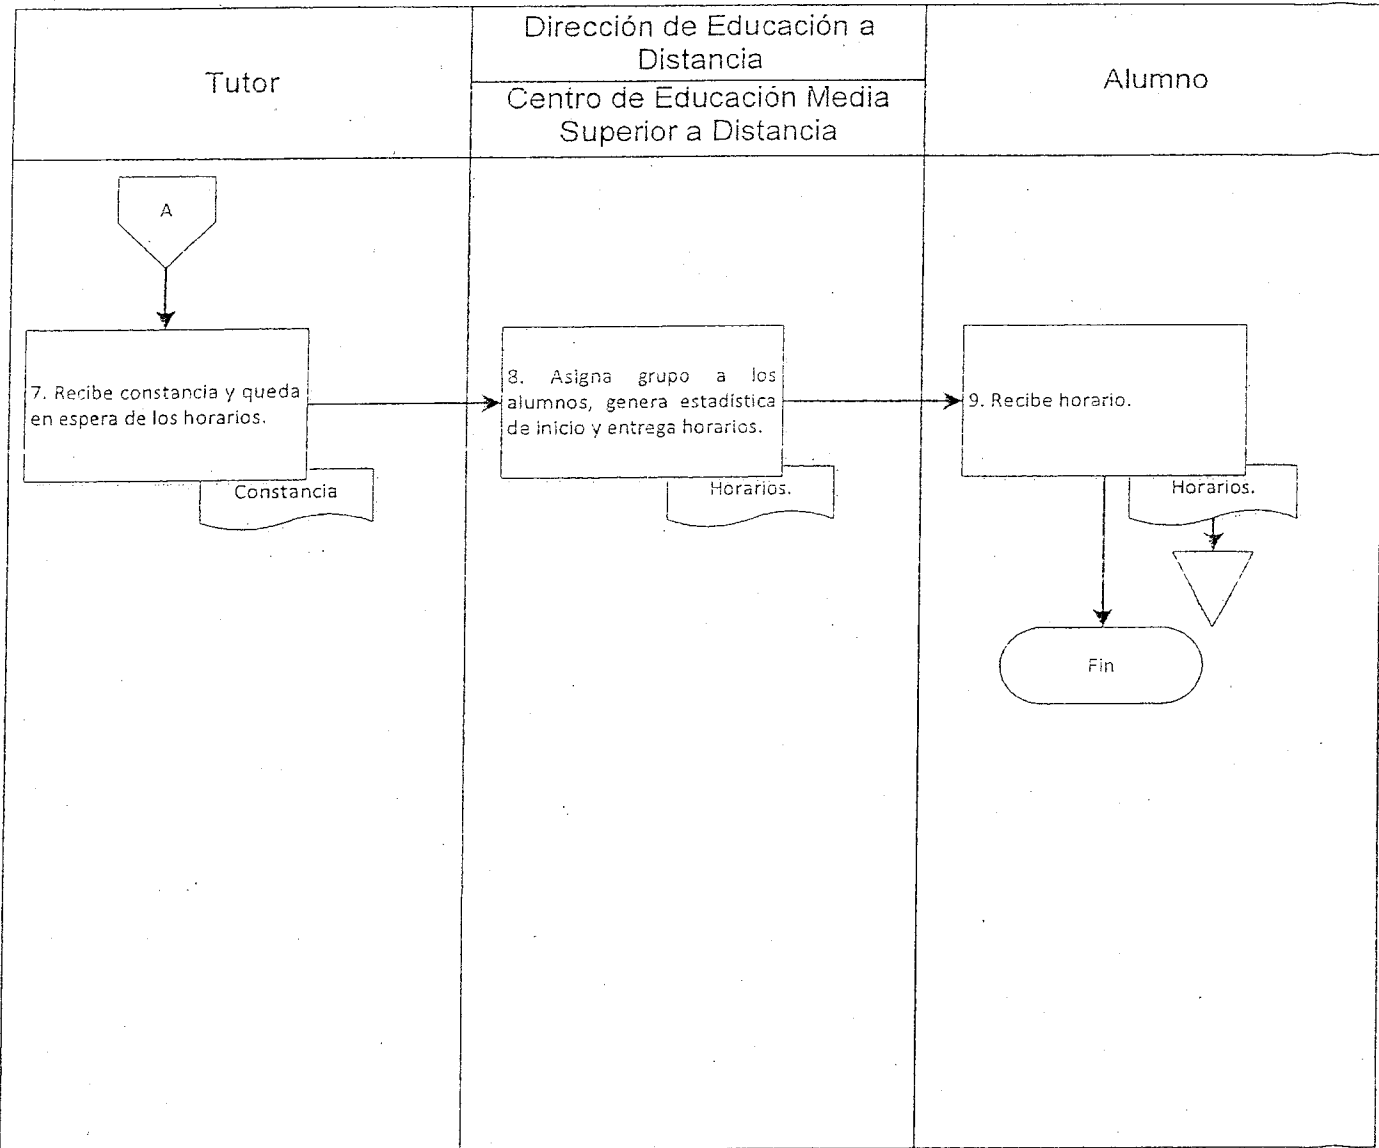 Tutor
Dirección de Educación a
Distancia
Centro de Educación Media
Superior a Distancia
Alumno
A
7. Recibe constancia y queda
en espera de los horarios.
Constancia
8. Asigna grupo a los
alumnos, genera estadística
de inicio y entrega horarios.
Horarios.
9. Recibe horario.
Horarios.
Fin